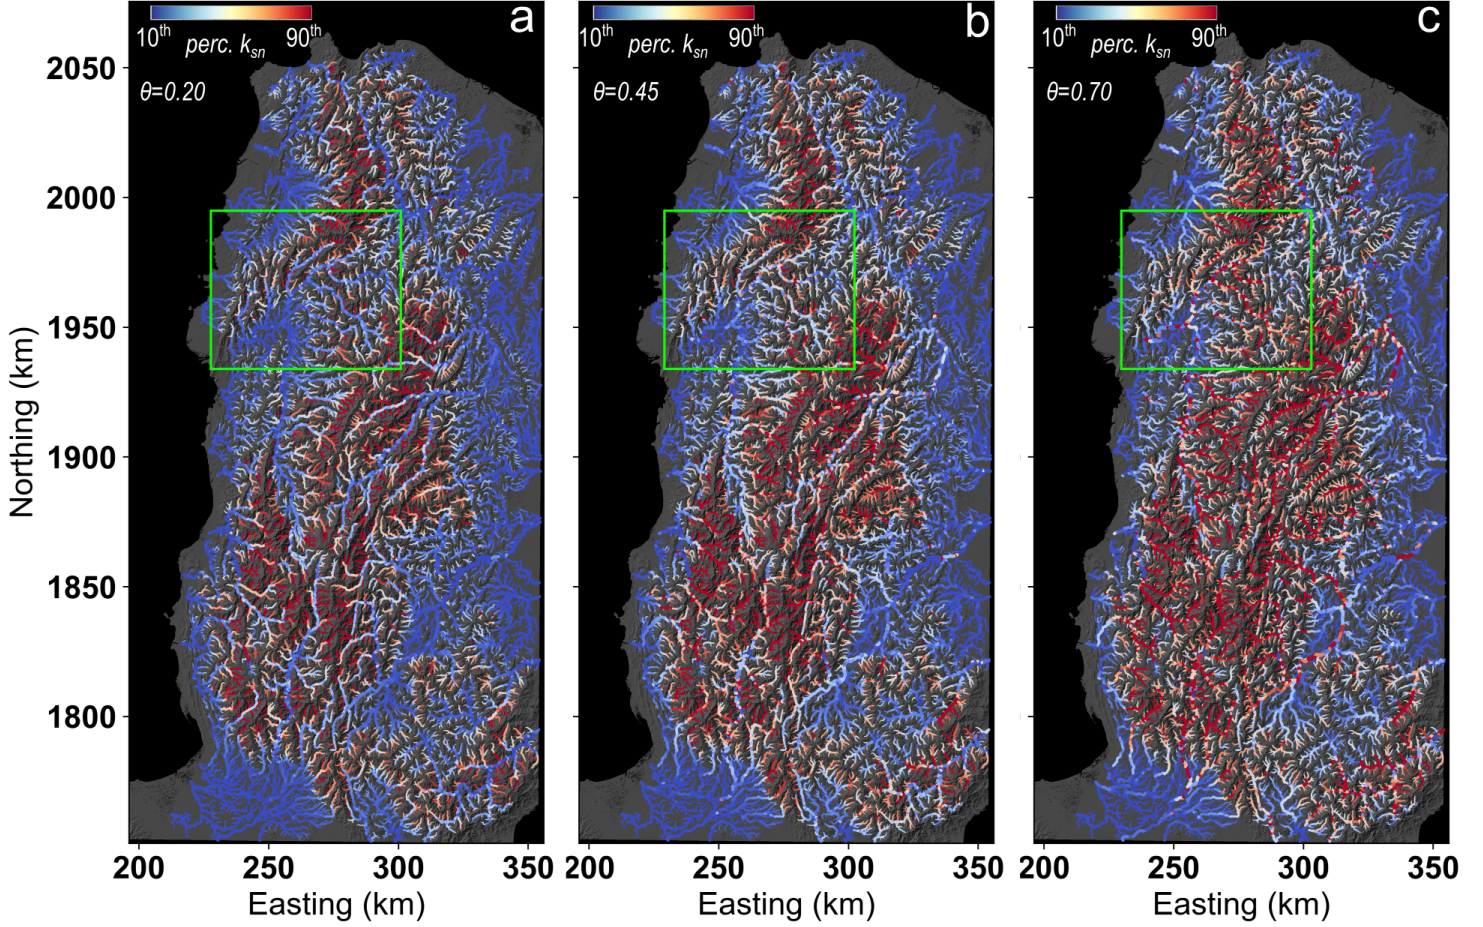 a
b
c
10th perc. ksn 90th
10th perc. ksn 90th
10th perc. ksn 90th
θ=0.20
θ=0.45
θ=0.70
2050
2000
1950
1900
1850
1800
Northing (km)
200 250 300 350
200 250 300 350
200 250 300 350
Easting (km)
Easting (km)
Easting (km)